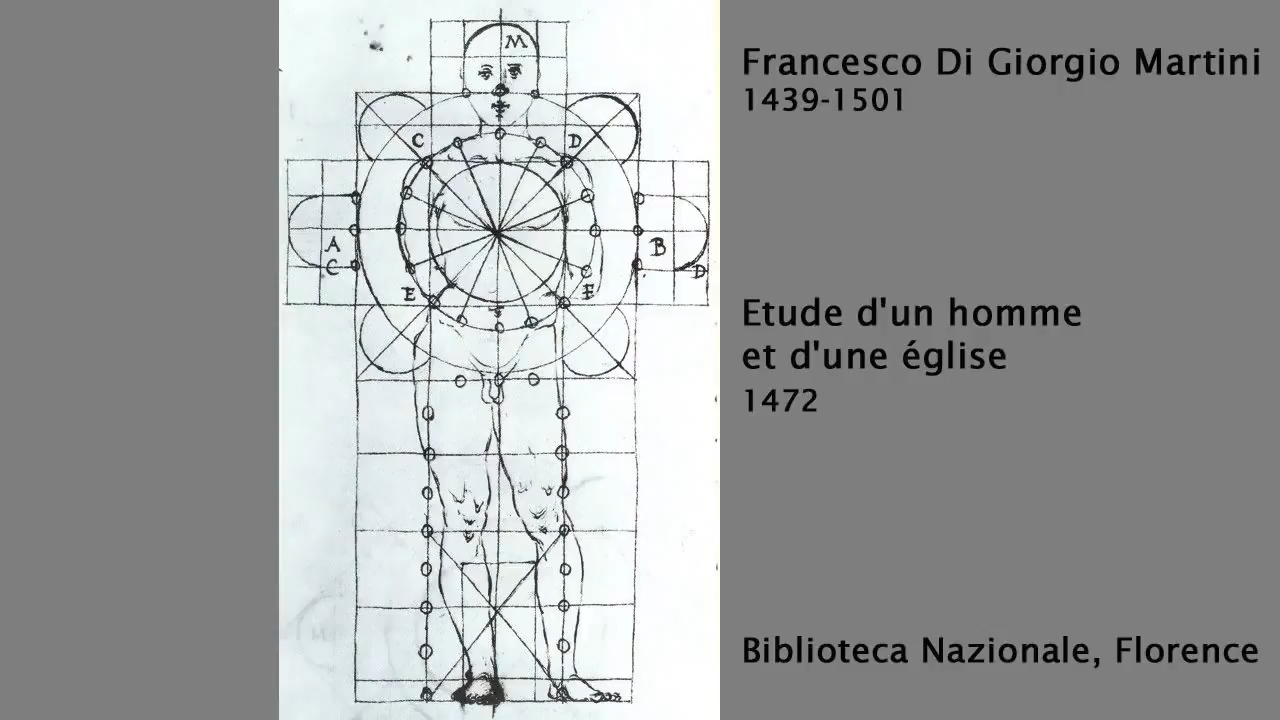 M
C
D
A
C
B
D
E
E
Francesco Di Giorgio Martini
1439-1501
Etude d'un homme
et d'une église
1472
Biblioteca Nazionale, Florence